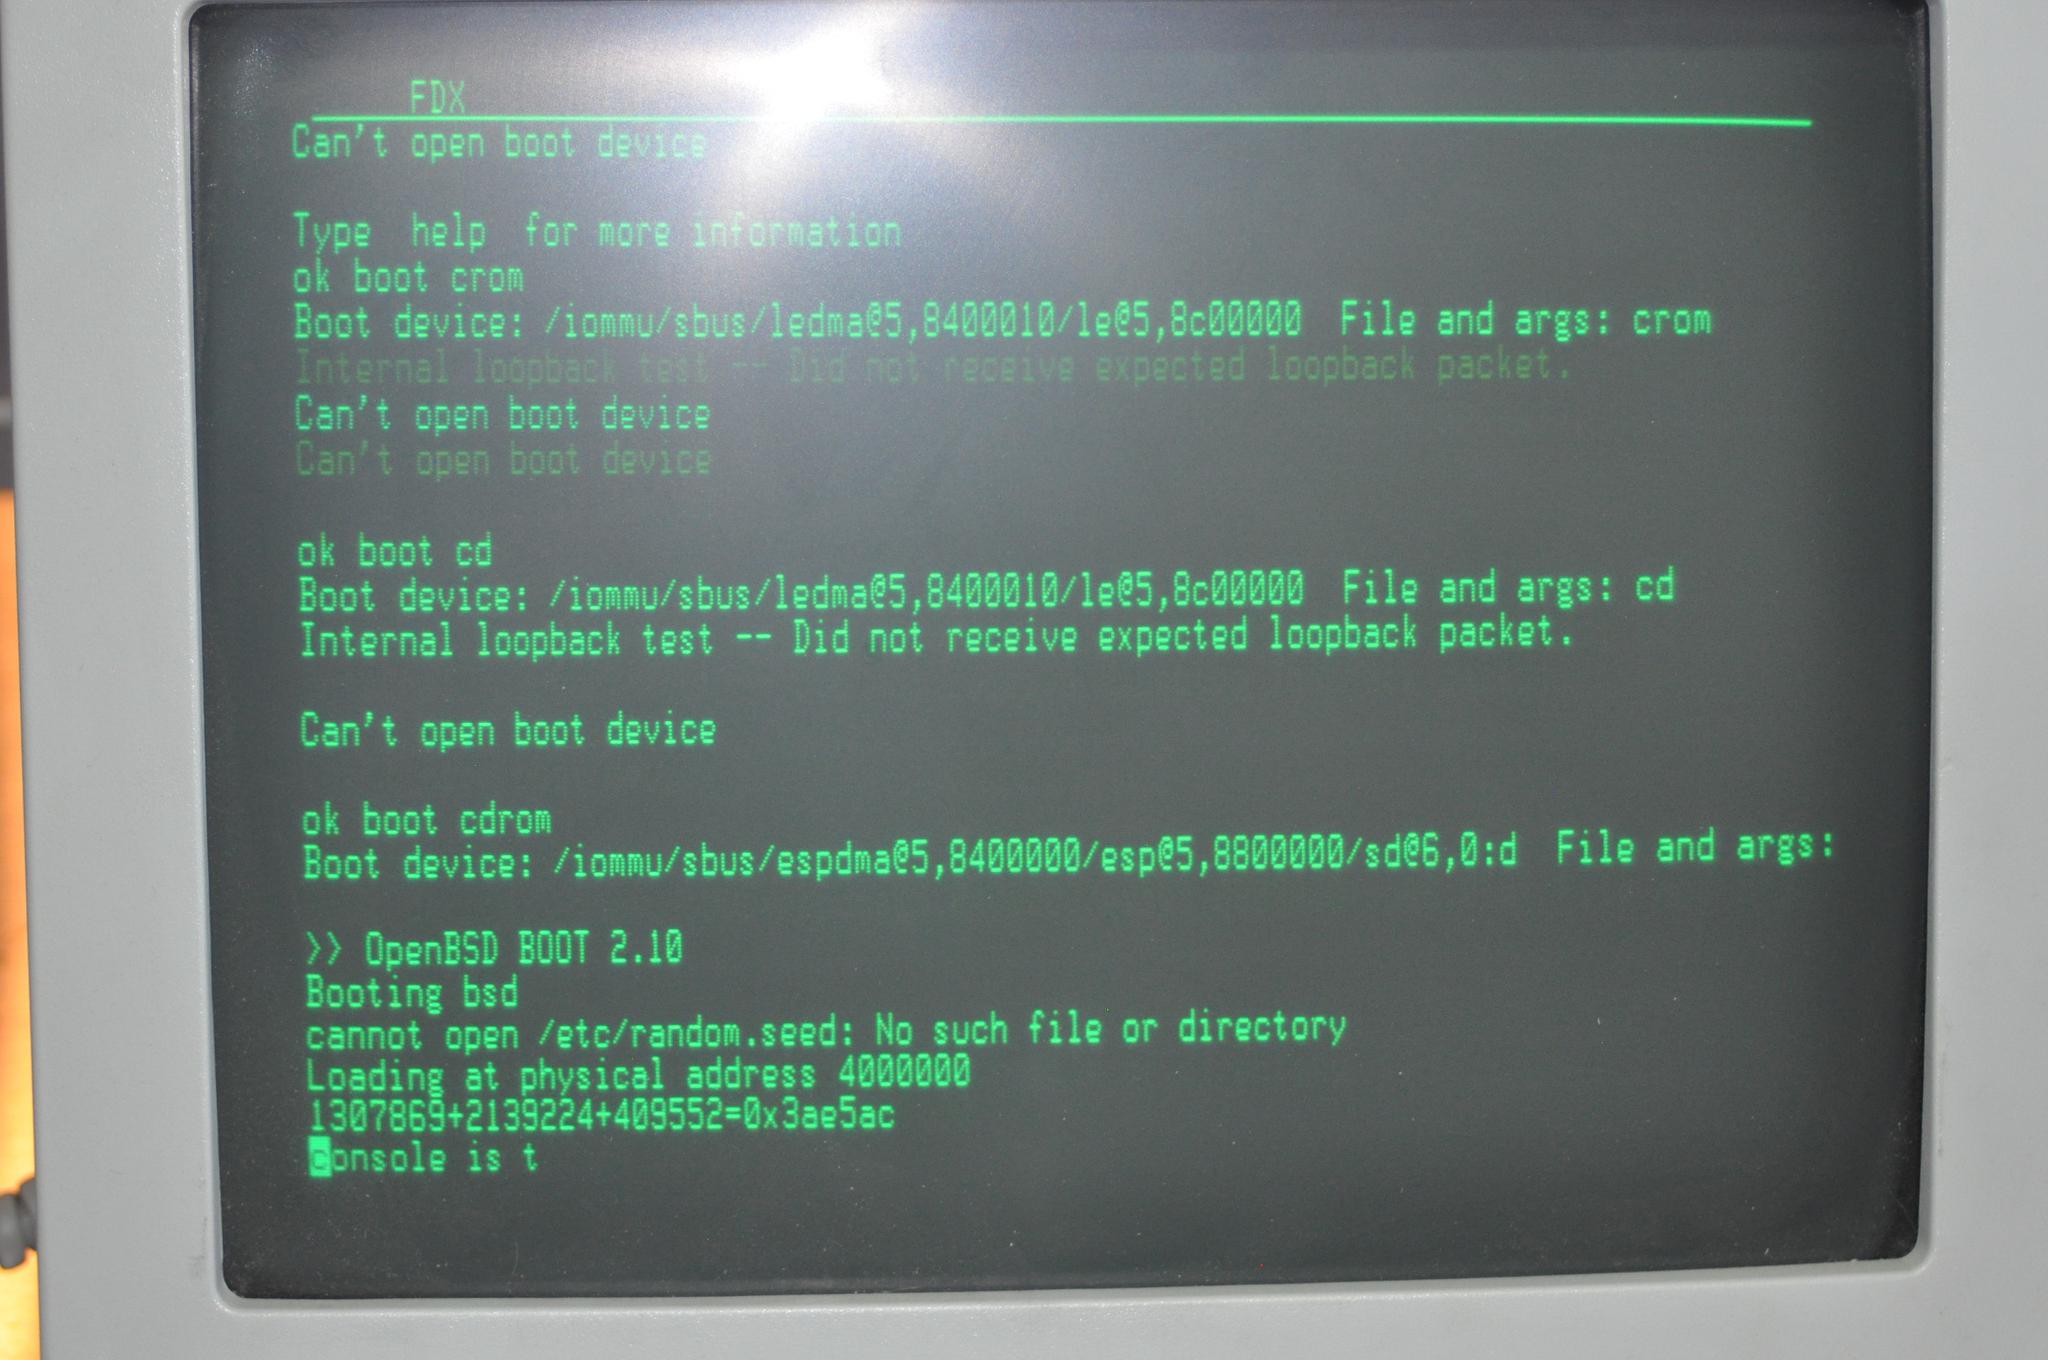 FDX
Can't open boot device
Type help for more information
ok boot crom
Boot device: /iommu/sbus/ledma@5,8400010/le@5,8c00000 File and args: crom
Internal loopback test -- Did not receive expected loopback packet.
Can't open boot device
Can't open boot device
ok boot cd
Boot device: /iommu/sbus/ledma@5,8400010/le@5,8c00000 File and args: cd
Internal loopback test -- Did not receive expected loopback packet.
Can't open boot device
ok boot cdrom
Boot device: /iommu/sbus/espdma@5,8400000/esp@5,8800000/sd@6,0:d File and args:
>> OpenBSD BOOT 2.10
Booting bsd
cannot open /etc/random.seed: No such file or directory
Loading at physical address 4000000
1307869+2139224+409552=0x3ae5ac
console is t